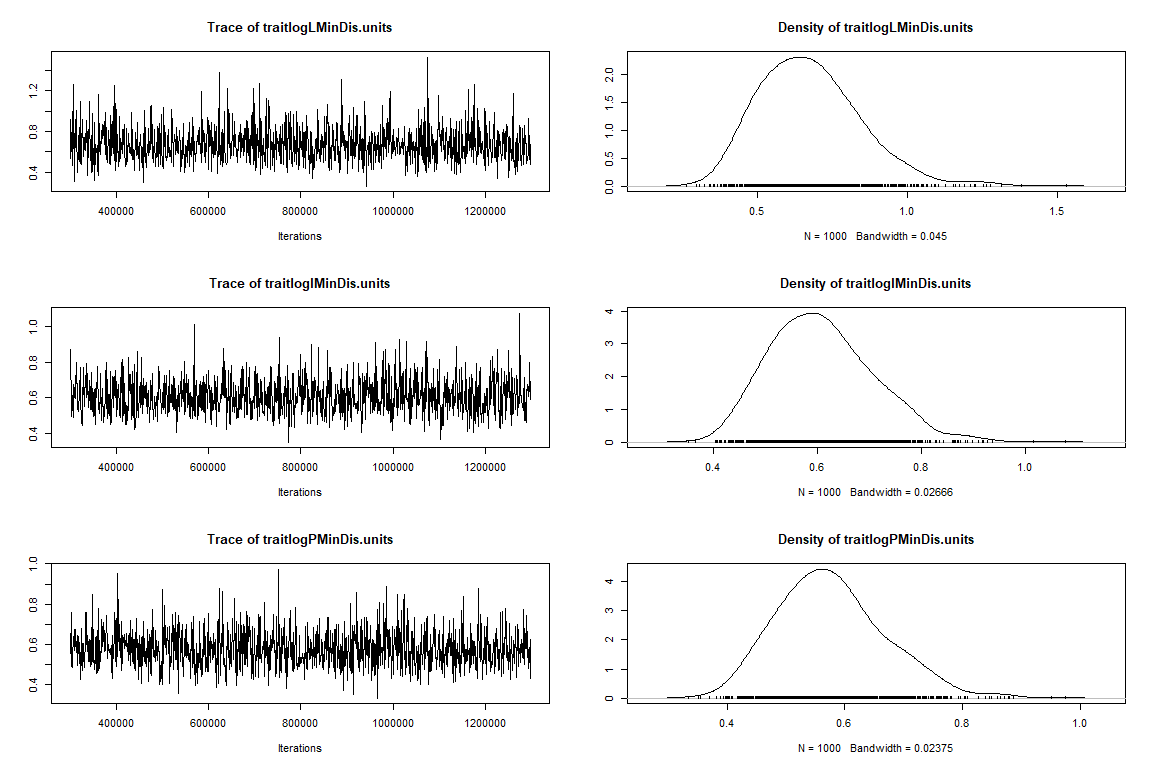 Trace of traitlogLMinDis.units
0.4 0.8 1.2
400000 600000 800000 1000000 1200000
Iterations
Density of traitlogLMinDis.units
0.0 0.5 1.0 1.5 2.0
0.5 1.0 1.5
N = 1000 Bandwidth = 0.045
Trace of traitlogIMinDis.units
0.4 0.6 0.8 1.0
400000 600000 800000 1000000 1200000
Iterations
Density of traitlogIMinDis.units
0 1 2 3 4
0.4 0.6 0.8 1.0
N = 1000 Bandwidth = 0.02666
Trace of traitlogPMinDis.units
0.4 0.6 0.8 1.0
400000 600000 800000 1000000 1200000
Iterations
Density of traitlogPMinDis.units
0 1 2 3 4
0.4 0.6 0.8 1.0
N = 1000 Bandwidth = 0.02375